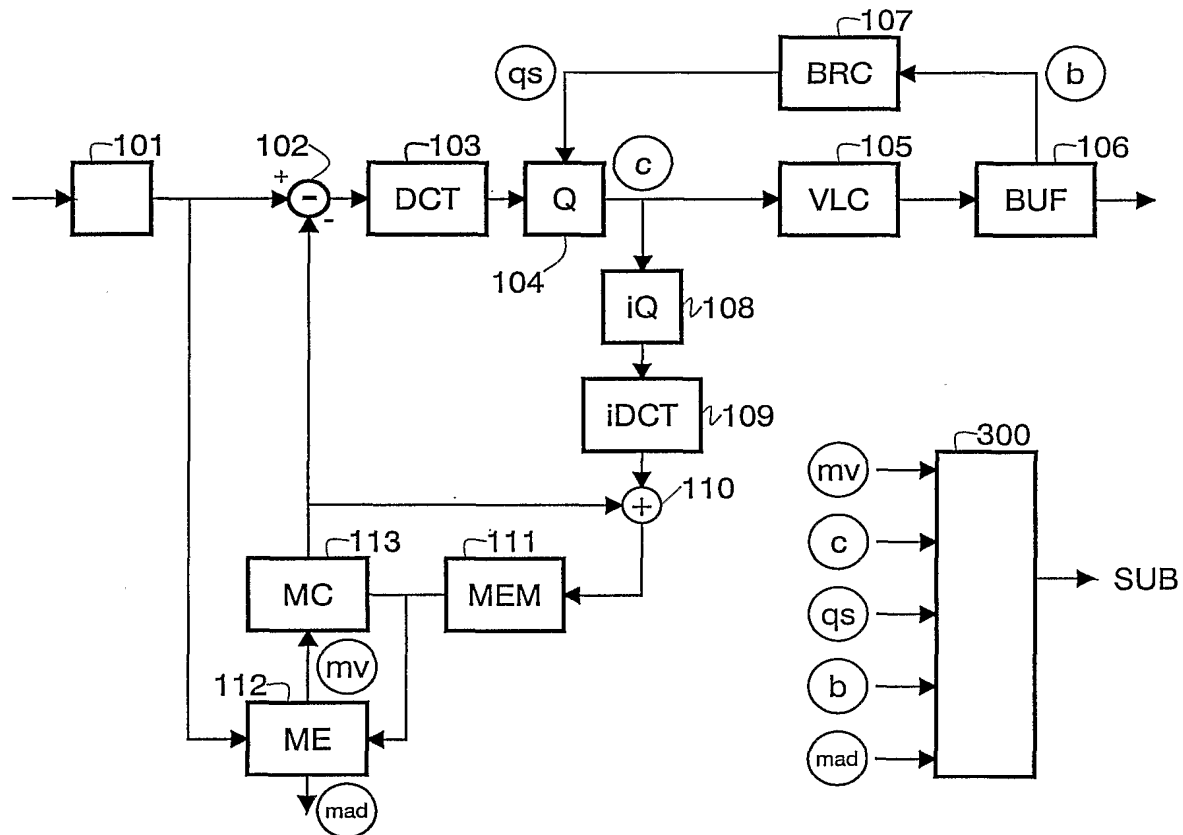 107
qs
BRC
b
101
102
103
105
106
+
-
DCT
Q
c
VLC
BUF
-
104
iQ
108
iDCT
109
300
mv
+
110
113
111
c
MC
MEM
SUB
qs
mv
112
b
ME
mad
mad